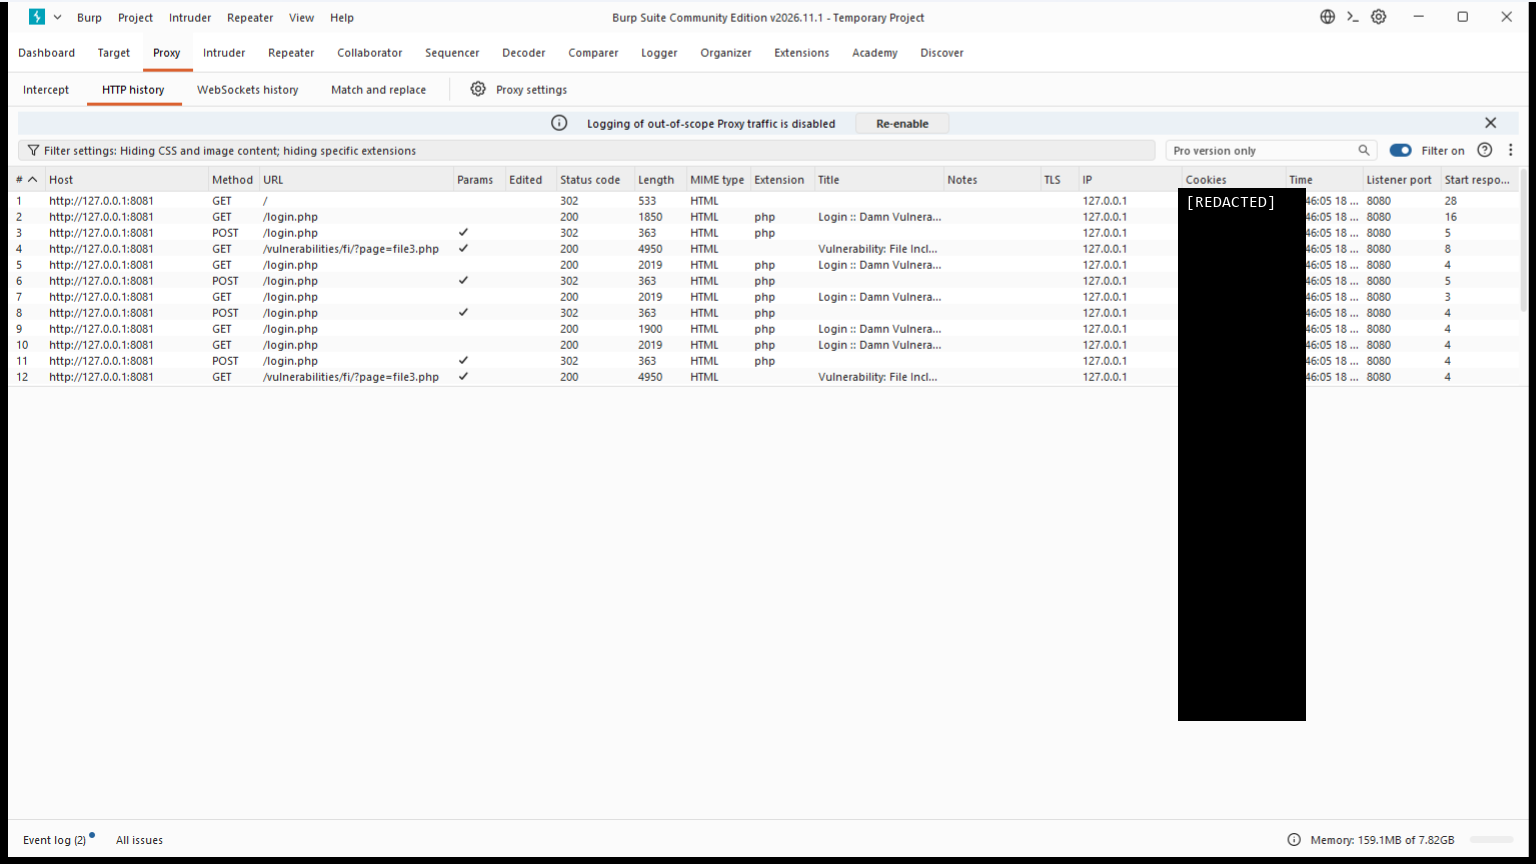 Burp Project Intruder Repeater View Help Burp Suite Community Edition v2026.11.1 - Temporary Project
Dashboard Target Proxy Intruder Repeater Collaborator Sequencer Decoder Comparer Logger Organizer Extensions Academy Discover
Intercept HTTP history WebSockets history Match and replace Proxy settings
Logging of out-of-scope Proxy traffic is disabled Re-enable
Filter settings: Hiding CSS and image content; hiding specific extensions Pro version only Filter on
# Host Method URL Params Edited Status code Length MIME type Extension Title Notes TLS IP Cookies Time Listener port Start respo...
1 http://127.0.0.1:8081 GET / 302 533 HTML 127.0.0.1 [REDACTED] 46:05 18 ... 8080 28
2 http://127.0.0.1:8081 GET /login.php 200 1850 HTML php Login :: Damn Vulnera... 127.0.0.1 46:05 18 ... 8080 16
3 http://127.0.0.1:8081 POST /login.php ✓ 302 363 HTML php 127.0.0.1 46:05 18 ... 8080 5
4 http://127.0.0.1:8081 GET /vulnerabilities/fi/?page=file3.php ✓ 200 4950 HTML Vulnerability: File Incl... 127.0.0.1 46:05 18 ... 8080 8
5 http://127.0.0.1:8081 GET /login.php 200 2019 HTML php Login :: Damn Vulnera... 127.0.0.1 46:05 18 ... 8080 4
6 http://127.0.0.1:8081 POST /login.php ✓ 302 363 HTML php 127.0.0.1 46:05 18 ... 8080 5
7 http://127.0.0.1:8081 GET /login.php 200 2019 HTML php Login :: Damn Vulnera... 127.0.0.1 46:05 18 ... 8080 3
8 http://127.0.0.1:8081 POST /login.php ✓ 302 363 HTML php 127.0.0.1 46:05 18 ... 8080 4
9 http://127.0.0.1:8081 GET /login.php 200 1900 HTML php Login :: Damn Vulnera... 127.0.0.1 46:05 18 ... 8080 4
10 http://127.0.0.1:8081 GET /login.php 200 2019 HTML php Login :: Damn Vulnera... 127.0.0.1 46:05 18 ... 8080 4
11 http://127.0.0.1:8081 POST /login.php ✓ 302 363 HTML php 127.0.0.1 46:05 18 ... 8080 4
12 http://127.0.0.1:8081 GET /vulnerabilities/fi/?page=file3.php ✓ 200 4950 HTML Vulnerability: File Incl... 127.0.0.1 46:05 18 ... 8080 4
Event log (2) All issues Memory: 159.1MB of 7.82GB